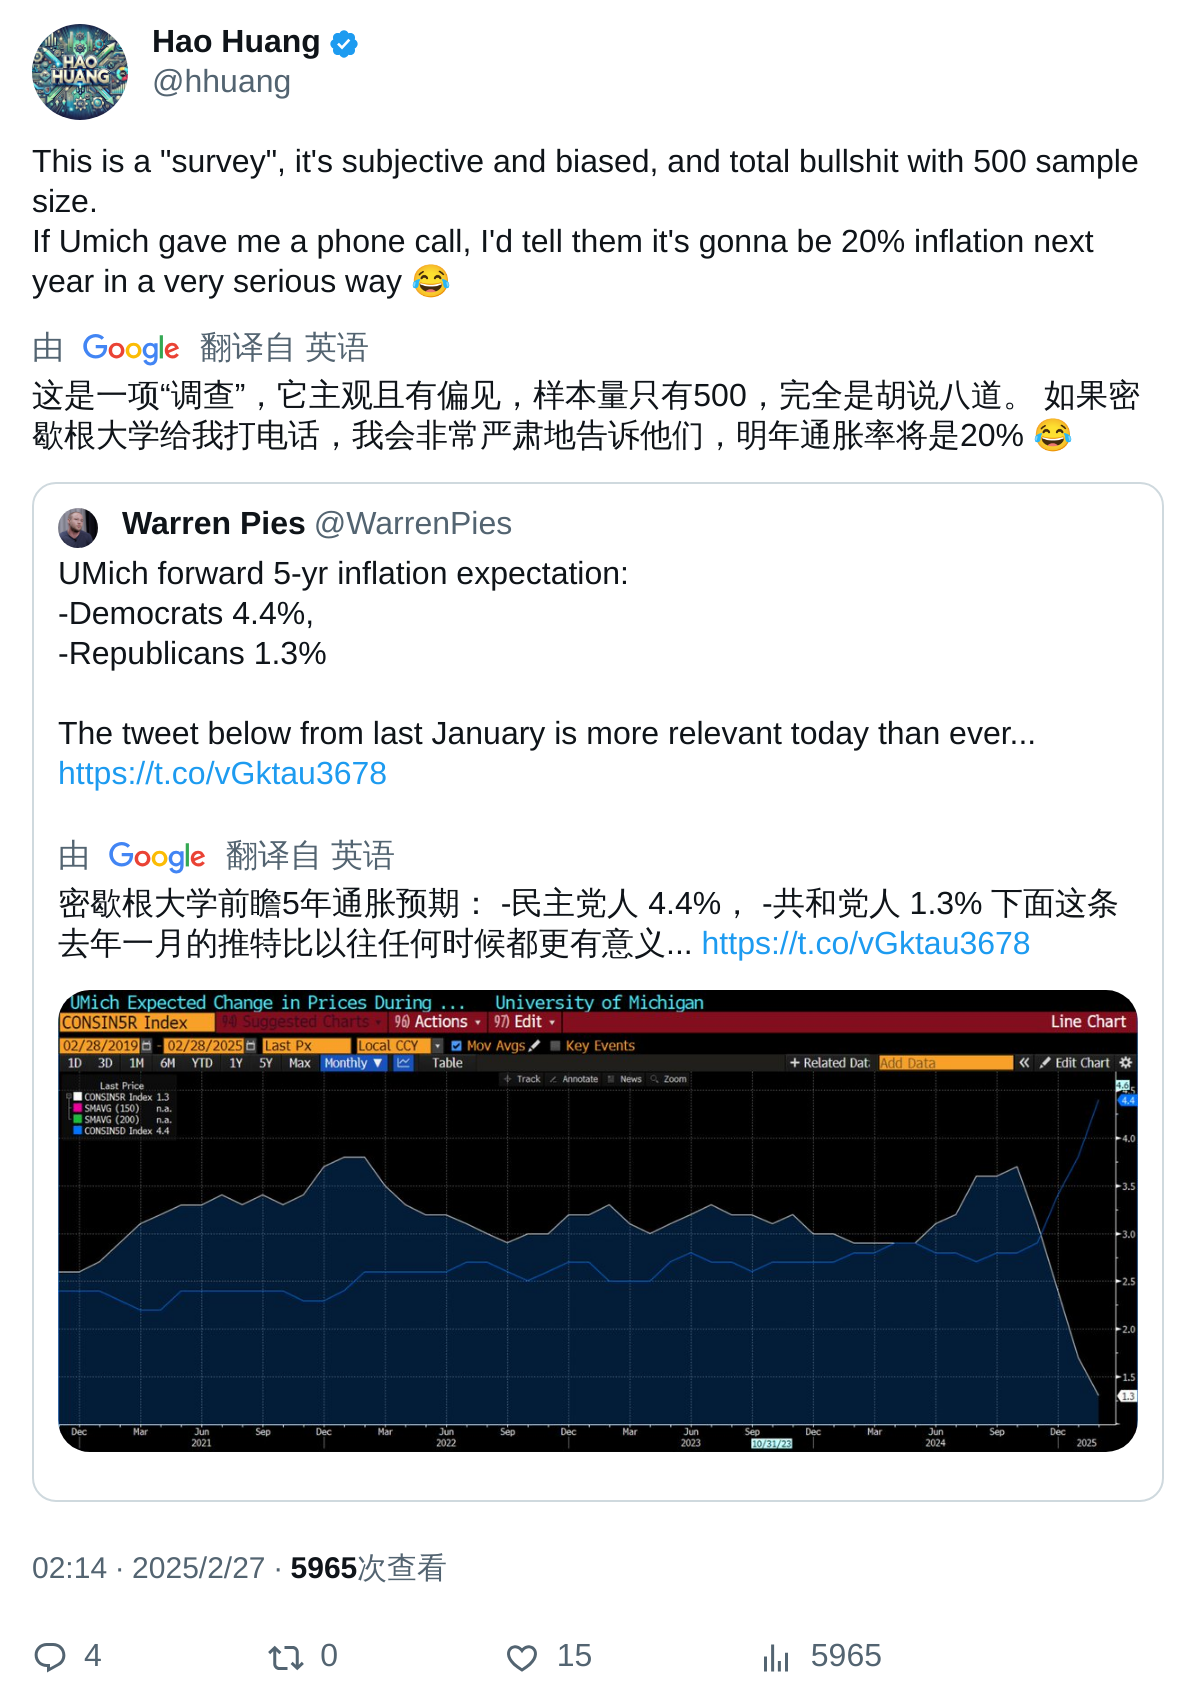 HAO
HUANG
Hao Huang
@hhuang
This is a "survey", it's subjective and biased, and total bullshit with 500 sample
size.
If Umich gave me a phone call, I'd tell them it's gonna be 20% inflation next
year in a very serious way 😂
由 Google 翻译自 英语
这是一项“调查”，它主观且有偏见，样本量只有500，完全是胡说八道。 如果密
歇根大学给我打电话，我会非常严肃地告诉他们，明年通胀率将是20% 😂
Warren Pies @WarrenPies
UMich forward 5-yr inflation expectation:
-Democrats 4.4%,
-Republicans 1.3%
The tweet below from last January is more relevant today than ever...
https://t.co/vGktau3678
由 Google 翻译自 英语
密歇根大学前瞻5年通胀预期： -民主党人 4.4%， -共和党人 1.3% 下面这条
去年一月的推特比以往任何时候都更有意义... https://t.co/vGktau3678
UMich Expected Change in Prices During ... University of Michigan
CONSIN5R Index 94) Suggested Charts 96) Actions 97) Edit Line Chart
02/28/2019 - 02/28/2025 Last Px Local CCY Mov Avgs Key Events
1D 3D 1M 6M YTD 1Y 5Y Max Monthly ▼ Table + Related Dat Add Data « Edit Chart
Track Annotate News Zoom
Last Price
CONSIN5R Index 1.3
SMAVG (150) n.a.
SMAVG (200) n.a.
CONSIN5D Index 4.4
4.6
4.5
4.4
4.0
3.5
3.0
2.5
2.0
1.5
1.3
Dec Mar Jun Sep Dec Mar Jun Sep Dec Mar Jun Sep Dec Mar Jun Sep Dec
2021 2022 2023 10/31/23 2024 2025
02:14 · 2025/2/27 · 5965次查看
4 0 15 5965